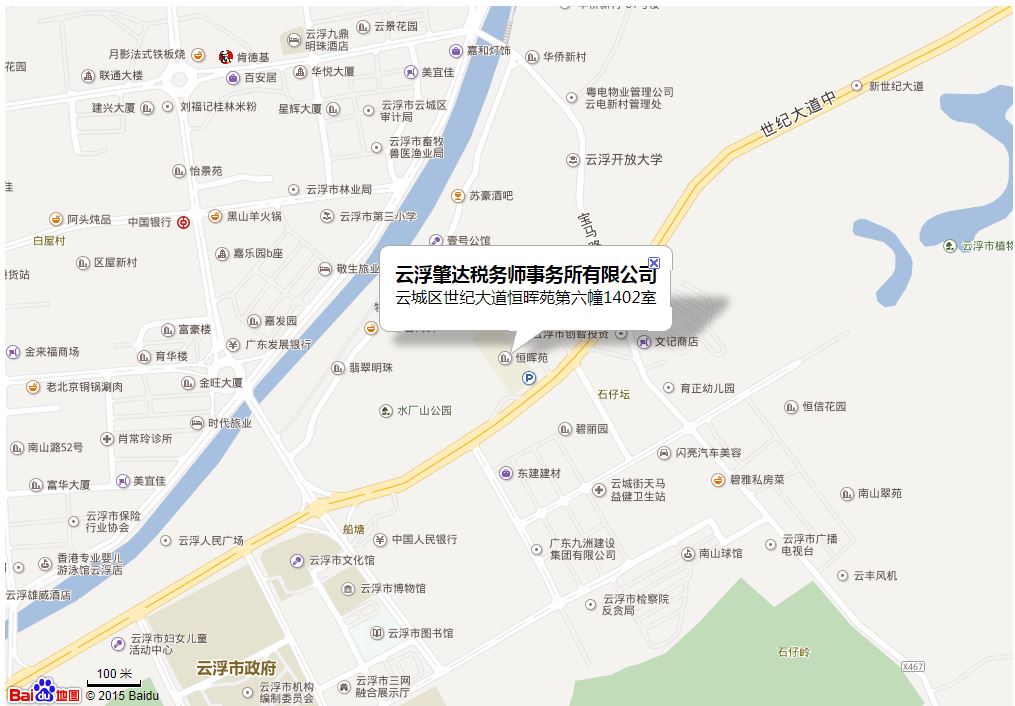 云景花园
云浮九鼎
明珠酒店
月影法式铁板烧
肯德基
嘉和灯饰
华侨新村
花园
联通大楼
百安居
华悦大厦
美宜佳
新世纪大道
粤电物业管理公司
云电新村管理处
世纪大道中
建兴大厦
刘福记桂林米粉
星辉大厦
云浮市云城区
审计局
云浮市畜牧
兽医渔业局
云浮开放大学
怡景苑
佳
云浮市林业局
苏豪酒吧
阿头炖品
中国银行
黑山羊火锅
云浮市第三小学
宝马路
白屋村
壹号公馆
云浮市植物
区屋新村
嘉乐园b座
敬生旅业
港货站
云浮肇达税务师事务所有限公司
云城区世纪大道恒晖苑第六幢1402室
富豪楼
嘉发园
云浮市创智投资
文记商店
金来福商场
育华楼
广东发展银行
恒晖苑
翡翠明珠
P
老北京铜锅涮肉
金旺大厦
石仔坛
育正幼儿园
水厂山公园
恒信花园
时代旅业
碧丽园
南山路52号
肖常玲诊所
闪亮汽车美容
东建建材
富华大厦
美宜佳
云城街天马
益健卫生站
碧雅私房菜
南山翠苑
云浮市保险
行业协会
船塘
云浮人民广场
中国人民银行
广东九洲建设
集团有限公司
南山球馆
云浮市广播
电视台
香港专业婴儿
游泳馆云浮店
云浮市文化馆
云丰风机
云浮雄威酒店
云浮市博物馆
云浮市检察院
反贪局
云浮市妇女儿童
活动中心
云浮市图书馆
石仔岭
云浮市政府
X467
100 米
云浮市机构
编制委员会
云浮市三网
融合展示厅
Bai du 地图
© 2015 Baidu